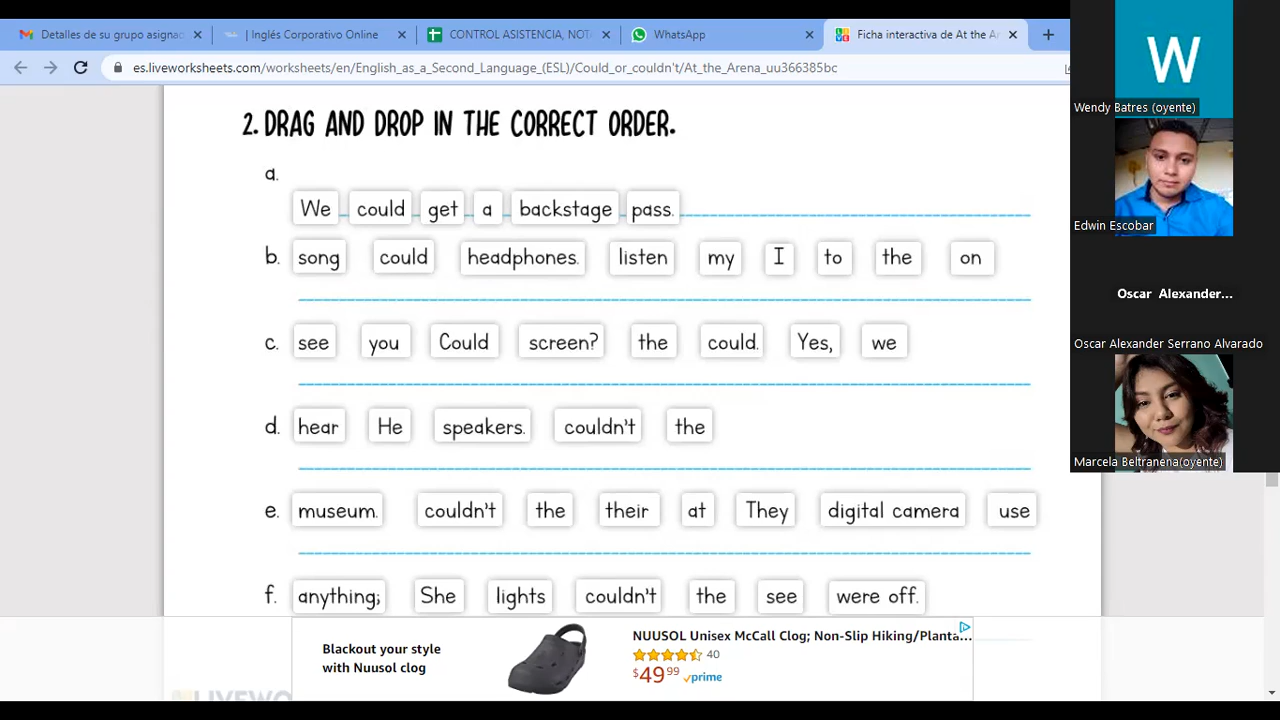 Detalles de su grupo asigna
| Inglés Corporativo Online
CONTROL ASISTENCIA, NOT
WhatsApp
Ficha interactiva de At the Ar
es.liveworksheets.com/worksheets/en/English_as_a_Second_Language_(ESL)/Could_or_couldn't/At_the_Arena_uu366385bc
2. DRAG AND DROP IN THE CORRECT ORDER.
a.
We could get a backstage pass.
b. song could headphones. listen my I to the on
c. see you Could screen? the could. Yes, we
d. hear He speakers. couldn't the
e. museum. couldn't the their at They digital camera use
f. anything; She lights couldn't the see were off.
Blackout your style
with Nuusol clog
NUUSOL Unisex McCall Clog; Non-Slip Hiking/Planta...
40
$49 99 prime
LIVEWO
W
Wendy Batres (oyente)
Edwin Escobar
Oscar Alexander...
Oscar Alexander Serrano Alvarado
Marcela Beltranena(oyente)